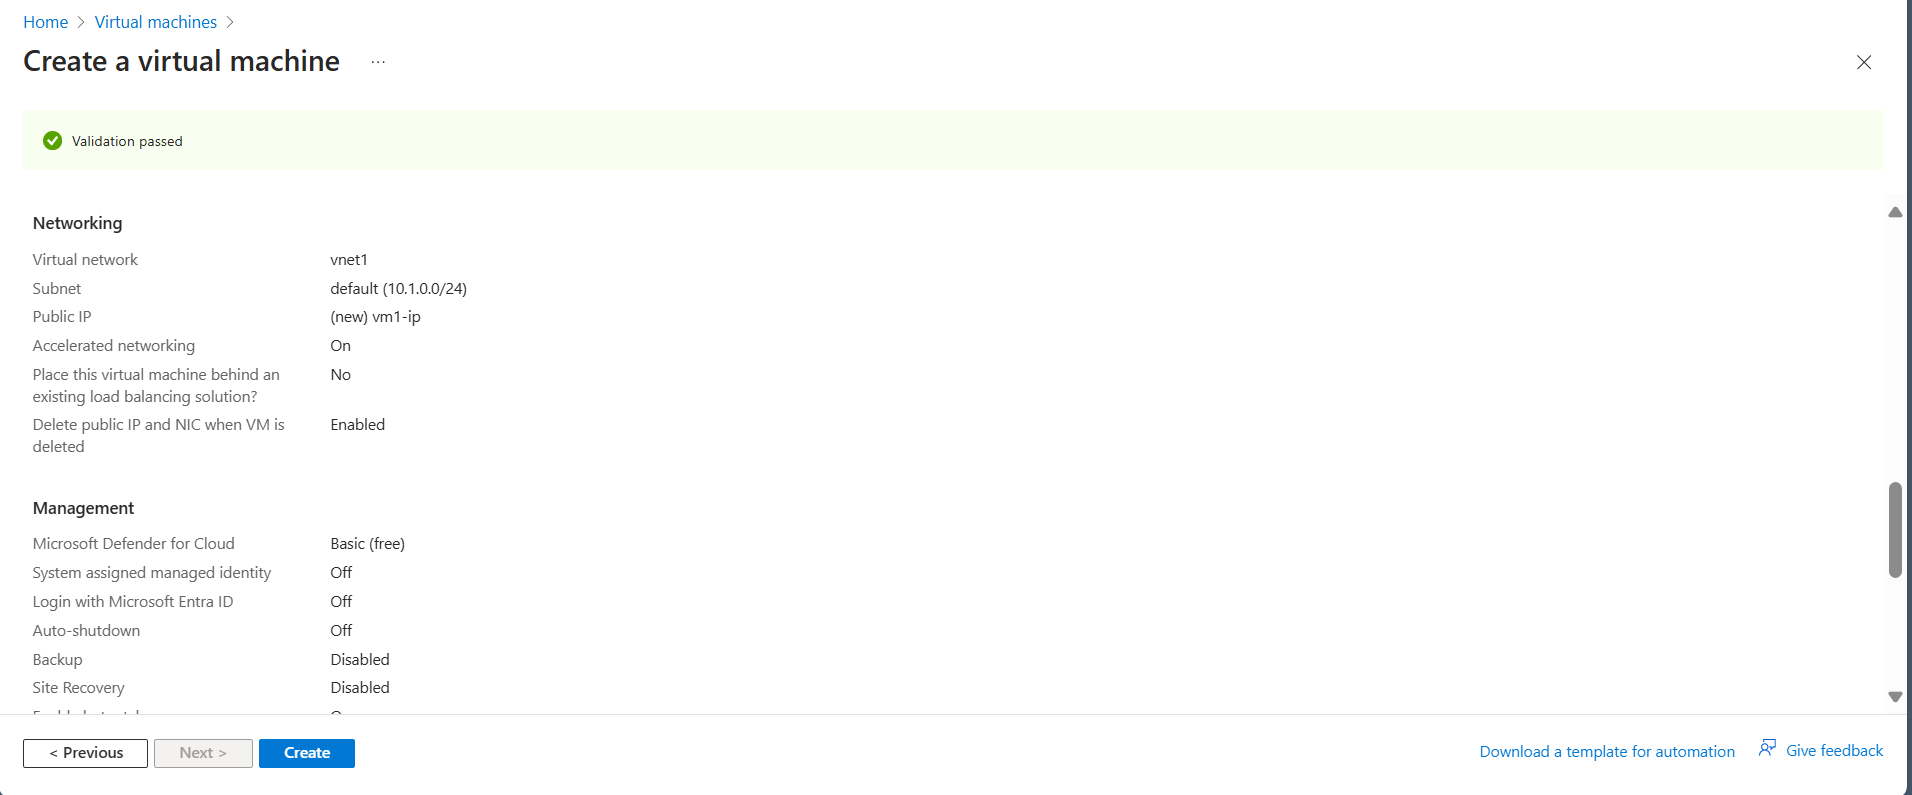 Home > Virtual machines >
Create a virtual machine ...
Validation passed
Networking
Virtual network vnet1
Subnet default (10.1.0.0/24)
Public IP (new) vm1-ip
Accelerated networking On
Place this virtual machine behind an No
existing load balancing solution?
Delete public IP and NIC when VM is Enabled
deleted
Management
Microsoft Defender for Cloud Basic (free)
System assigned managed identity Off
Login with Microsoft Entra ID Off
Auto-shutdown Off
Backup Disabled
Site Recovery Disabled
< Previous Next > Create Download a template for automation Give feedback